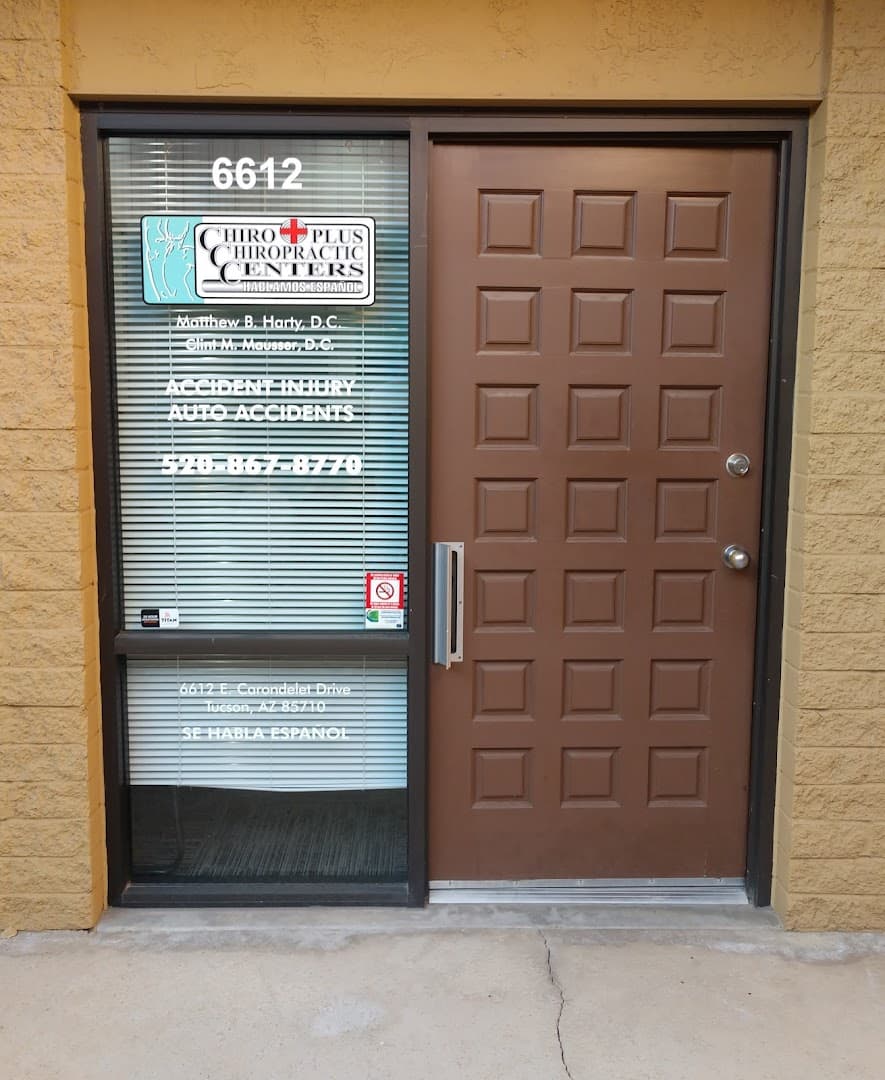 6612
CHIRO PLUS
CHIROPRACTIC
CENTERS
HABLAMOS ESPAÑOL
Matthew B. Harty, D.C.
Clint M. Mausser, D.C.
ACCIDENT INJURY
AUTO ACCIDENTS
520-867-8770
TITAN
6612 E. Carondelet Drive
Tucson, AZ 85710
SE HABLA ESPAÑOL